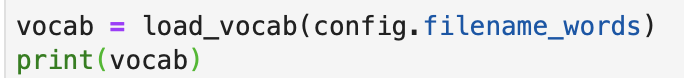 vocab = load_vocab(config.filename_words)
print(vocab)